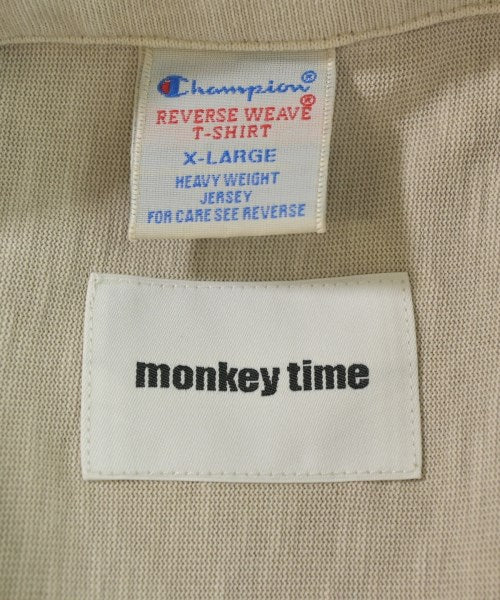 Champion®
REVERSE WEAVE®
T-SHIRT
X-LARGE
HEAVY WEIGHT
JERSEY
FOR CARE SEE REVERSE
monkey time